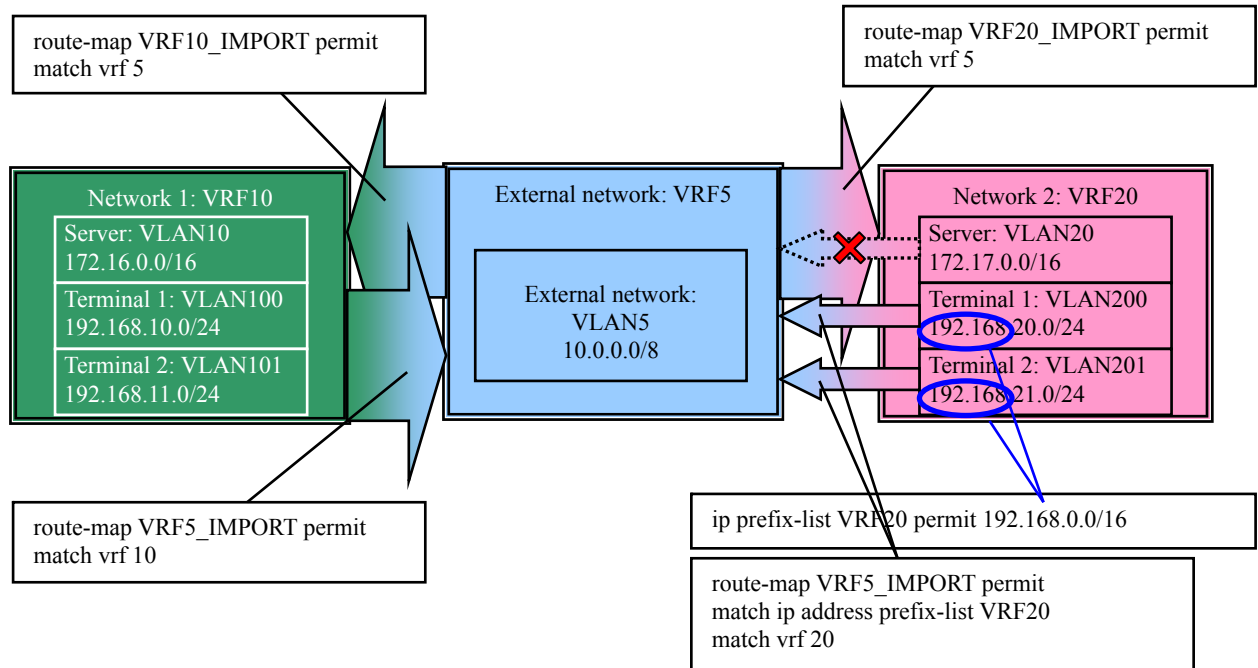 route-map VRF10_IMPORT permit
match vrf 5
route-map VRF20_IMPORT permit
match vrf 5
Network 1: VRF10
Server: VLAN10
172.16.0.0/16
Terminal 1: VLAN100
192.168.10.0/24
Terminal 2: VLAN101
192.168.11.0/24
External network: VRF5
External network:
VLAN5
10.0.0.0/8
Network 2: VRF20
Server: VLAN20
172.17.0.0/16
Terminal 1: VLAN200
192.168.20.0/24
Terminal 2: VLAN201
192.168.21.0/24
route-map VRF5_IMPORT permit
match vrf 10
ip prefix-list VRF20 permit 192.168.0.0/16
route-map VRF5_IMPORT permit
match ip address prefix-list VRF20
match vrf 20